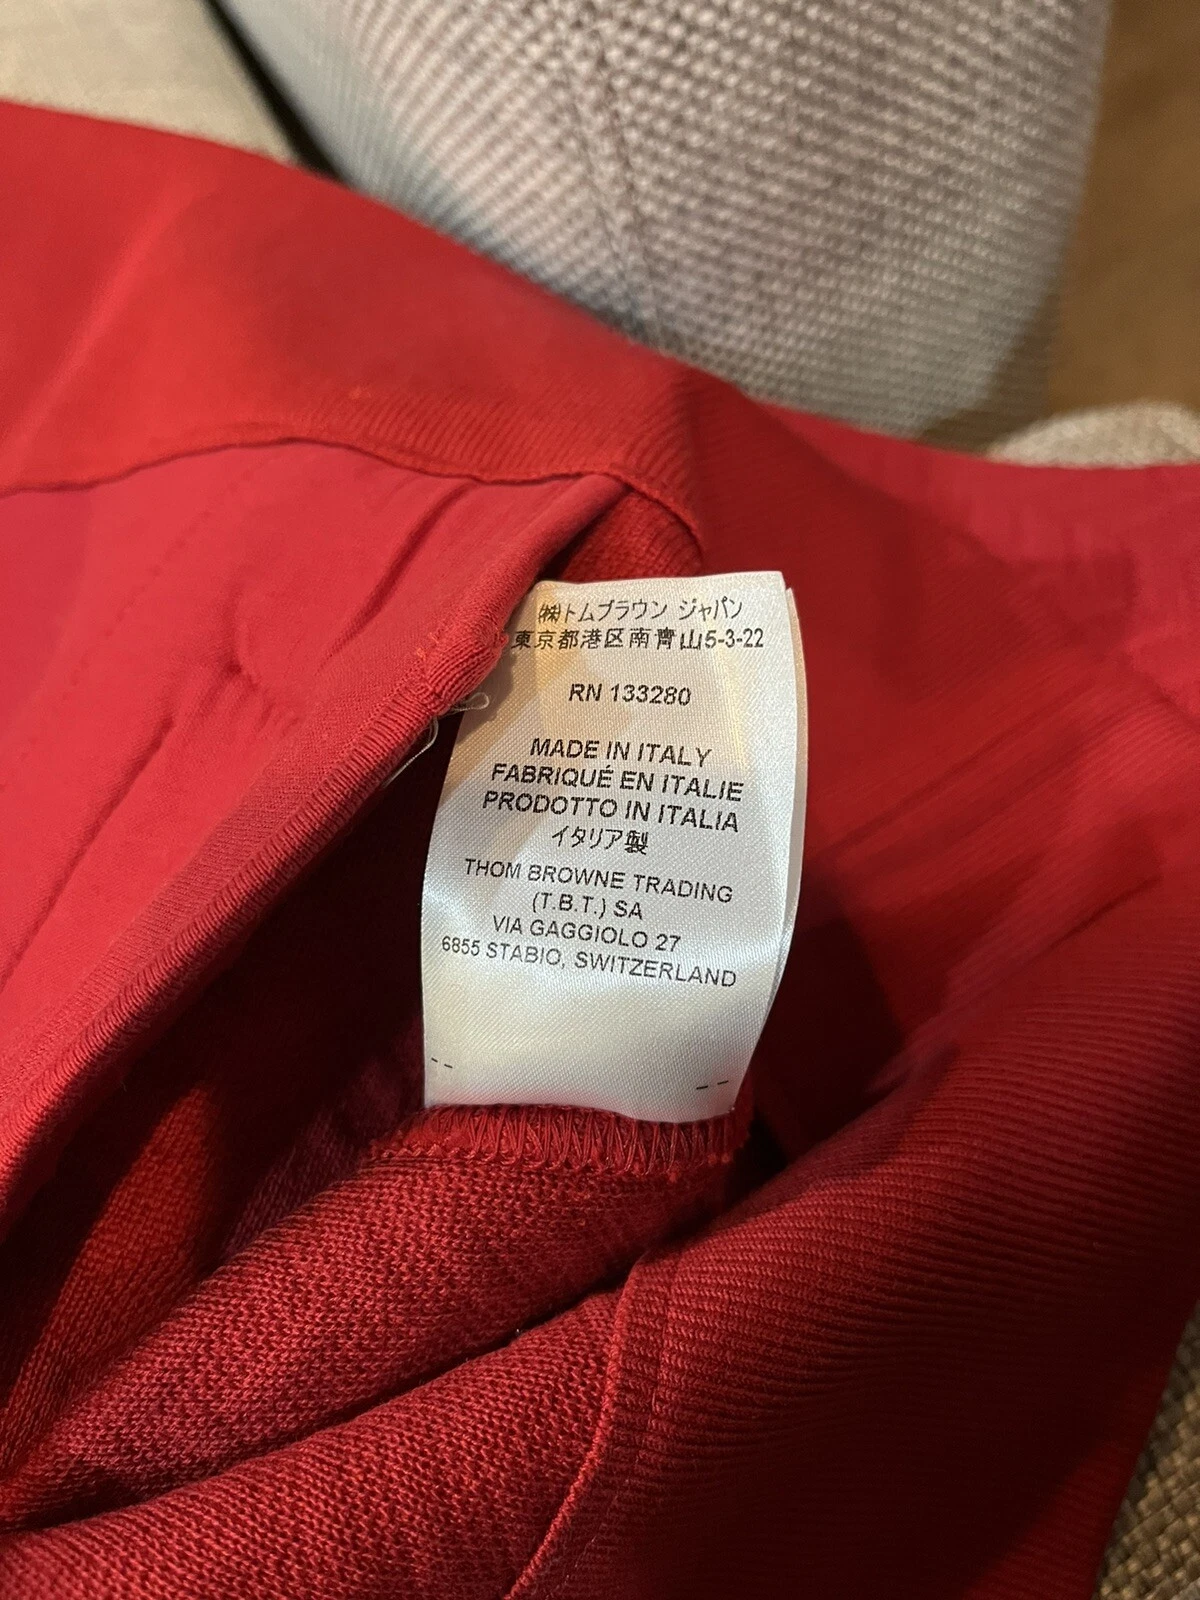 ㈱トムブラウン ジャパン
東京都港区南青山5-3-22
RN 133280
MADE IN ITALY
FABRIQUÉ EN ITALIE
PRODOTTO IN ITALIA
イタリア製
THOM BROWNE TRADING
(T.B.T.) SA
VIA GAGGIOLO 27
6855 STABIO, SWITZERLAND